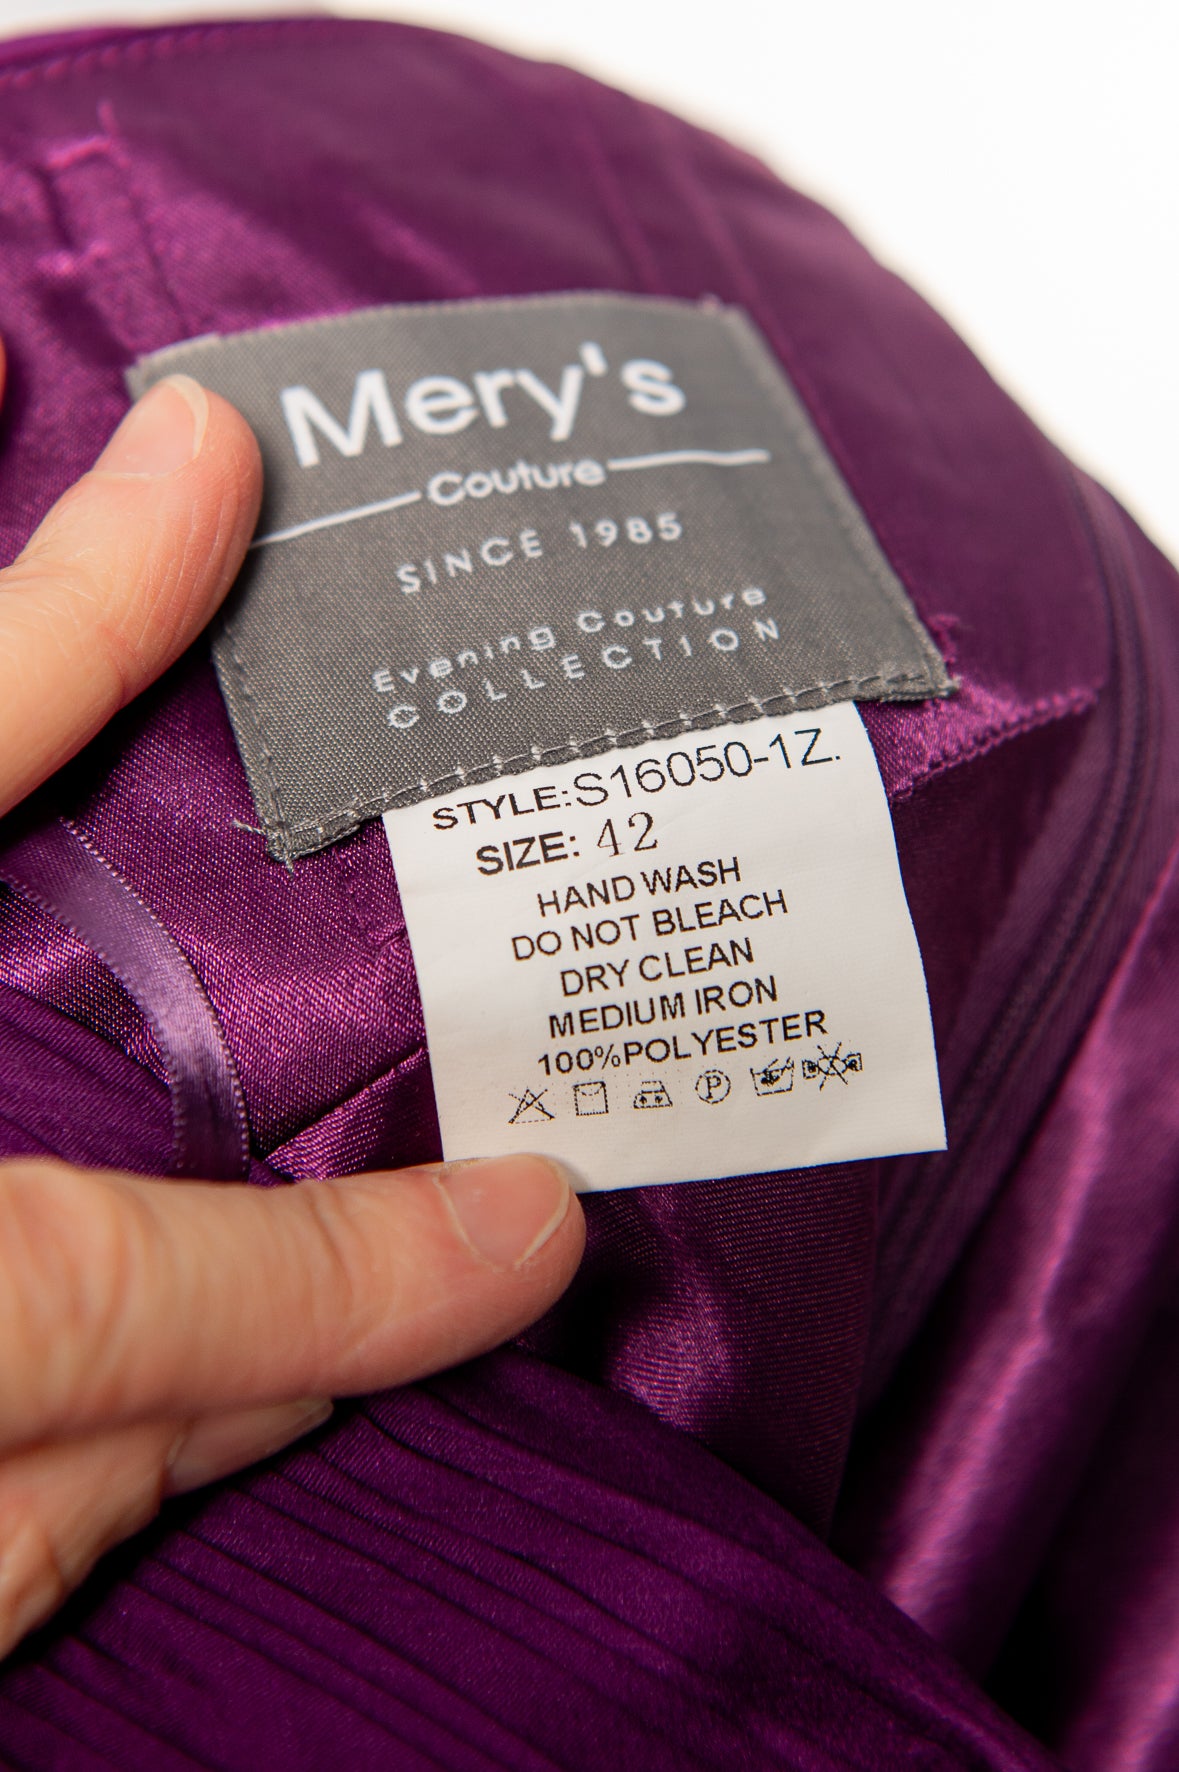 Mery's
Couture
SINCE 1985
Evening Couture
COLLECTION
STYLE:S16050-1Z.
SIZE: 42
HAND WASH
DO NOT BLEACH
DRY CLEAN
MEDIUM IRON
100%POLYESTER
P